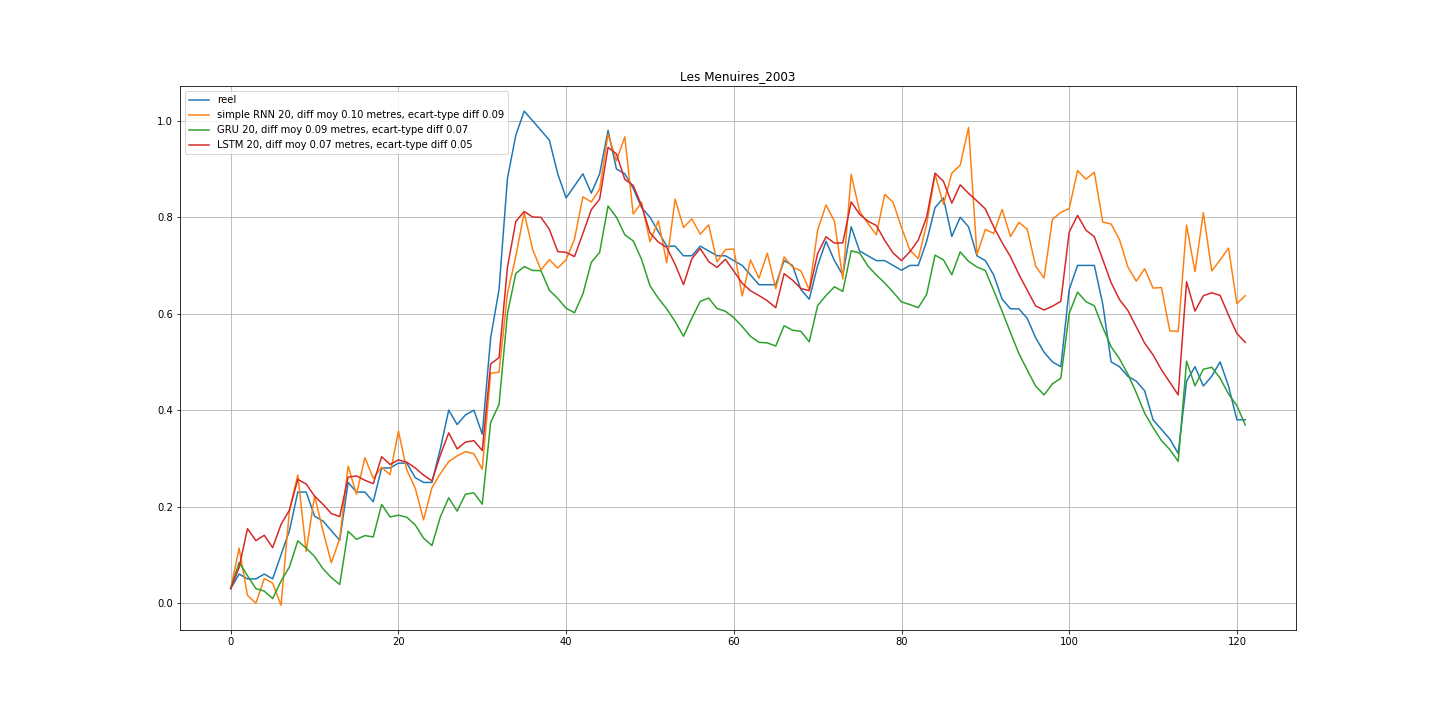 Les Menuires_2003
reel
simple RNN 20, diff moy 0.10 metres, ecart-type diff 0.09
GRU 20, diff moy 0.09 metres, ecart-type diff 0.07
LSTM 20, diff moy 0.07 metres, ecart-type diff 0.05
1.0
0.8
0.6
0.4
0.2
0.0
0 20 40 60 80 100 120